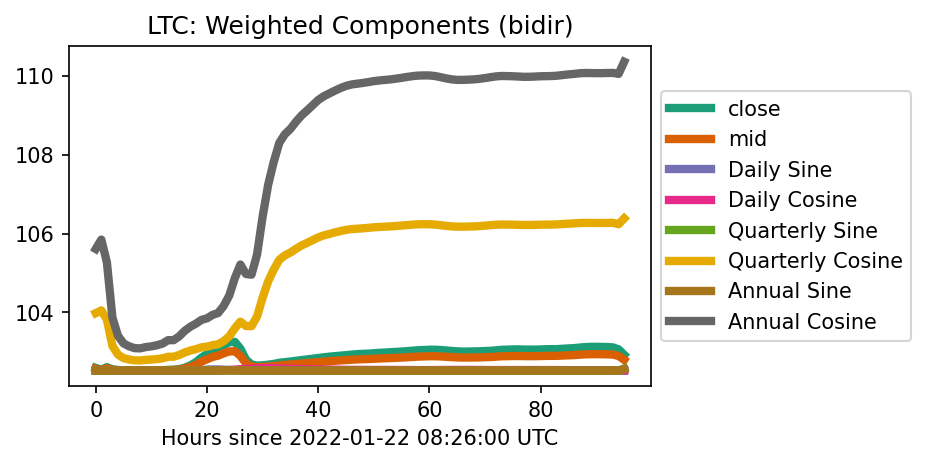 LTC: Weighted Components (bidir)
110
108
106
104
0
20
40
60
80
Hours since 2022-01-22 08:26:00 UTC
close
mid
Daily Sine
Daily Cosine
Quarterly Sine
Quarterly Cosine
Annual Sine
Annual Cosine